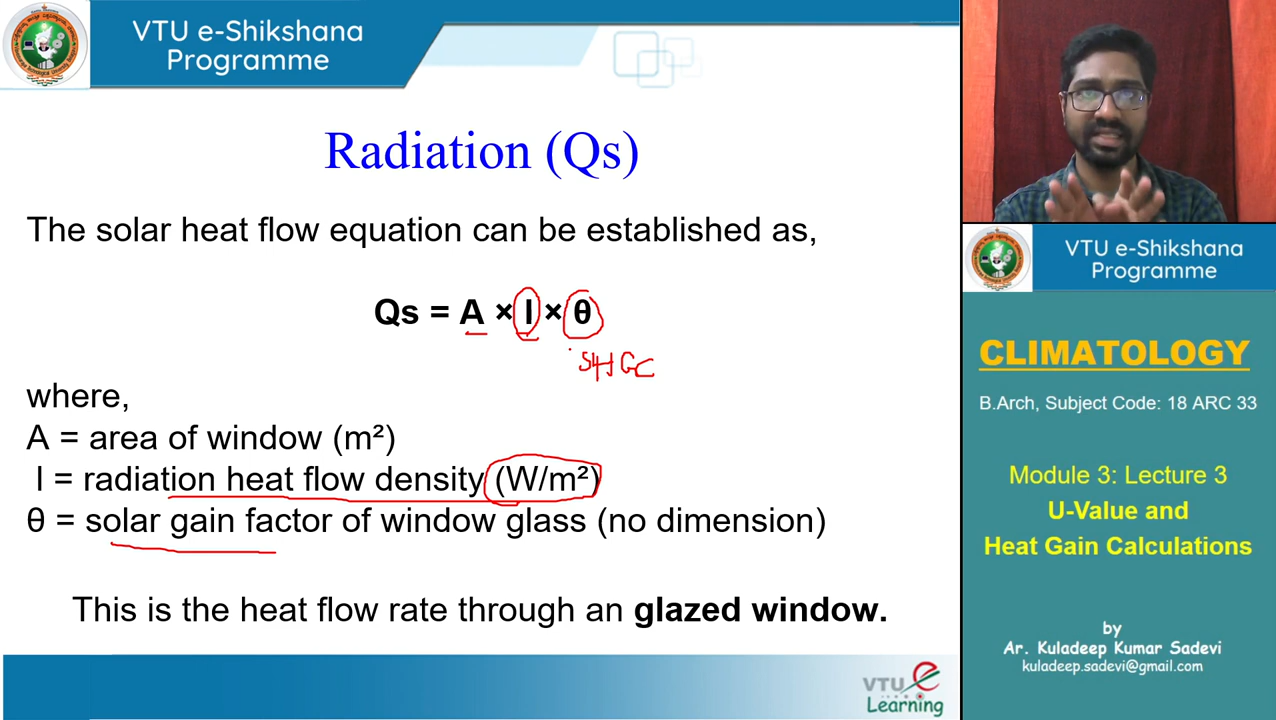 VTU e-Shikshana
Programme
Radiation (Qs)
The solar heat flow equation can be established as,
Qs = A × I × θ
SHGC
where,
A = area of window (m²)
I = radiation heat flow density (W/m²)
θ = solar gain factor of window glass (no dimension)
This is the heat flow rate through an glazed window.
VTU e
Learning
VTU e-Shikshana
Programme
CLIMATOLOGY
B.Arch, Subject Code: 18 ARC 33
Module 3: Lecture 3
U-Value and
Heat Gain Calculations
by
Ar. Kuladeep Kumar Sadevi
kuladeep.sadevi@gmail.com